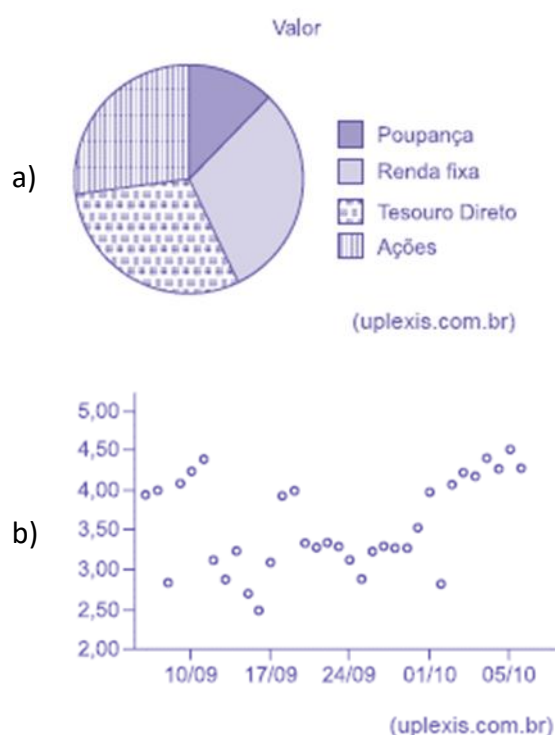 Valor
a)
Poupança
Renda fixa
Tesouro Direto
Ações
(uplexis.com.br)
b)
5,00
4,50
4,00
3,50
3,00
2,50
2,00
10/09 17/09 24/09 01/10 05/10
(uplexis.com.br)